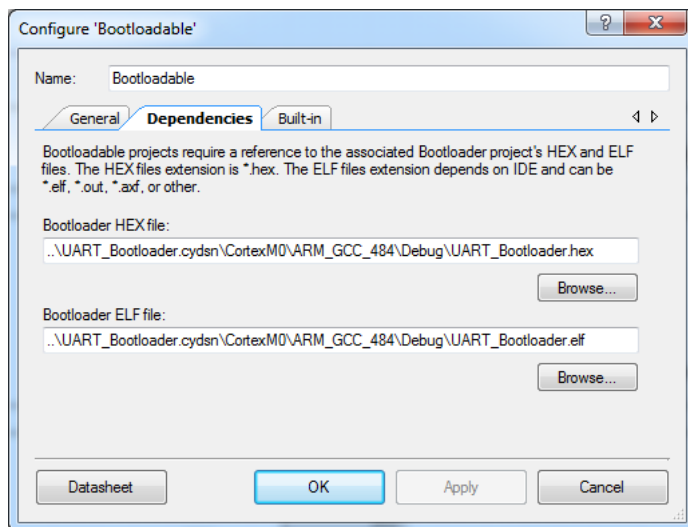 Configure 'Bootloadable'
Name: Bootloadable
General Dependencies Built-in
Bootloadable projects require a reference to the associated Bootloader project's HEX and ELF
files. The HEX files extension is *.hex. The ELF files extension depends on IDE and can be
*.elf, *.out, *.axf, or other.
Bootloader HEX file:
..\UART_Bootloader.cydsn\CortexM0\ARM_GCC_484\Debug\UART_Bootloader.hex
Browse...
Bootloader ELF file:
..\UART_Bootloader.cydsn\CortexM0\ARM_GCC_484\Debug\UART_Bootloader.elf
Browse...
Datasheet OK Apply Cancel